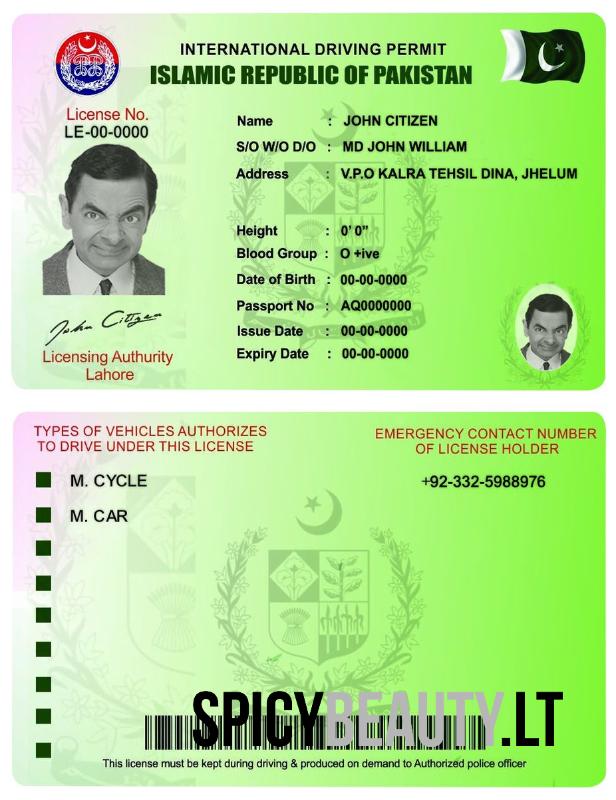 INTERNATIONAL DRIVING PERMIT
ISLAMIC REPUBLIC OF PAKISTAN
License No.
LE-00-0000
Name : JOHN CITIZEN
S/O W/O D/O : MD JOHN WILLIAM
Address : V.P.O KALRA TEHSIL DINA, JHELUM
Height : 0' 0"
Blood Group : O +ive
Date of Birth : 00-00-0000
Passport No : AQ0000000
Issue Date : 00-00-0000
Expiry Date : 00-00-0000
John Citizen
Licensing Authurity
Lahore
TYPES OF VEHICLES AUTHORIZES
TO DRIVE UNDER THIS LICENSE
M. CYCLE
M. CAR
EMERGENCY CONTACT NUMBER
OF LICENSE HOLDER
+92-332-5988976
SPICYBEAUTY.LT
This license must be kept during driving & produced on demand to Authorized police officer